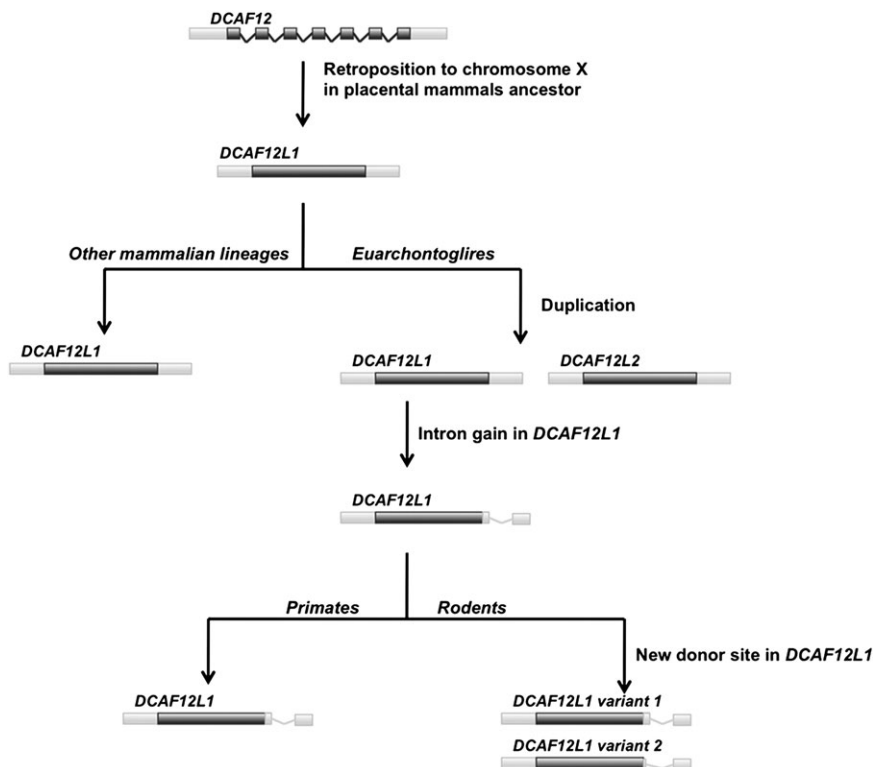 DCAF12
Retroposition to chromosome X
in placental mammals ancestor
DCAF12L1
Other mammalian lineages
Euarchontoglires
Duplication
DCAF12L1
DCAF12L1
DCAF12L2
Intron gain in DCAF12L1
DCAF12L1
Primates
Rodents
New donor site in DCAF12L1
DCAF12L1
DCAF12L1 variant 1
DCAF12L1 variant 2